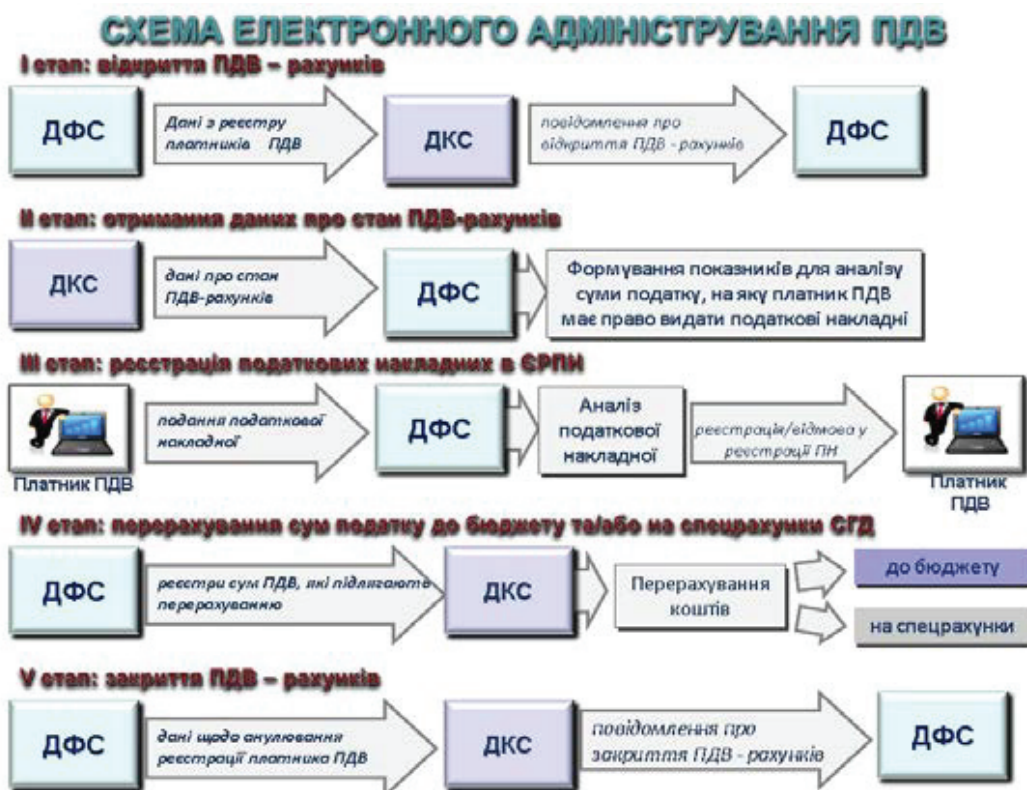 СХЕМА ЕЛЕКТРОННОГО АДМІНІСТРУВАННЯ ПДВ
І етап: відкриття ПДВ – рахунків
ДФС
Дані з реєстру
платників ПДВ
ДКС
повідомлення про
відкриття ПДВ - рахунків
ДФС
ІІ етап: отримання даних про стан ПДВ-рахунків
ДКС
дані про стан
ПДВ-рахунків
ДФС
Формування показників для аналізу
суми податку, на яку платник ПДВ
має право видати податкові накладні
ІІІ етап: реєстрація податкових накладних в ЄРПН
Платник ПДВ
подання податкової
накладної
ДФС
Аналіз
податкової
накладної
реєстрація/відмова у
реєстрації ПН
Платник
ПДВ
IV етап: перерахування сум податку до бюджету та/або на спецрахунки СГД
ДФС
реєстри сум ПДВ, які підлягають
перерахуванню
ДКС
Перерахування
коштів
до бюджету
на спецрахунки
V етап: закриття ПДВ – рахунків
ДФС
дані щодо анулювання
реєстрації платника ПДВ
ДКС
повідомлення про
закриття ПДВ - рахунків
ДФС